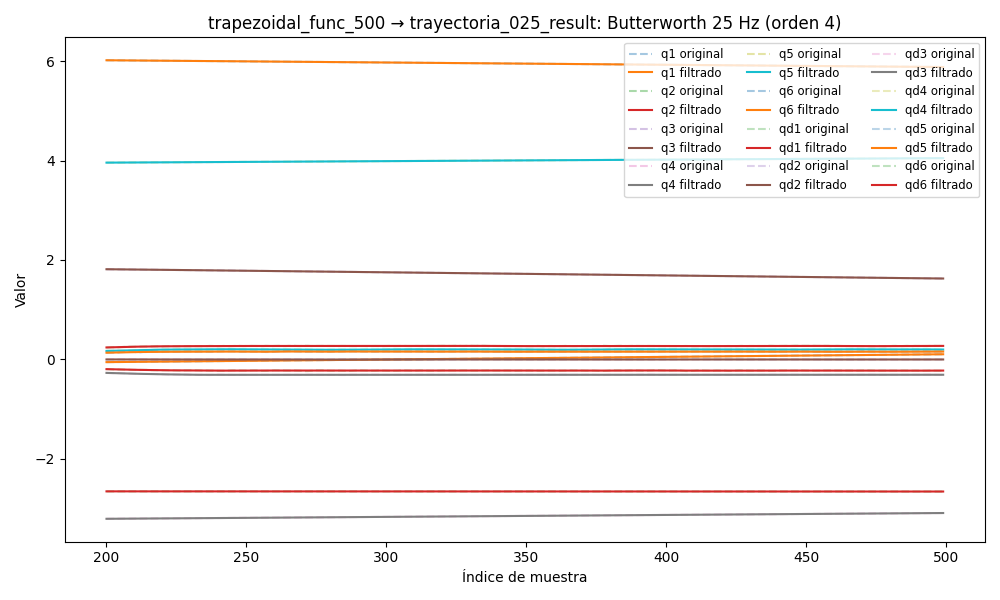 trapezoidal_func_500 → trayectoria_025_result: Butterworth 25 Hz (orden 4)
q1 original
q1 filtrado
q2 original
q2 filtrado
q3 original
q3 filtrado
q4 original
q4 filtrado
q5 original
q5 filtrado
q6 original
q6 filtrado
qd1 original
qd1 filtrado
qd2 original
qd2 filtrado
qd3 original
qd3 filtrado
qd4 original
qd4 filtrado
qd5 original
qd5 filtrado
qd6 original
qd6 filtrado
Valor
6
4
2
0
−2
200 250 300 350 400 450 500
Índice de muestra